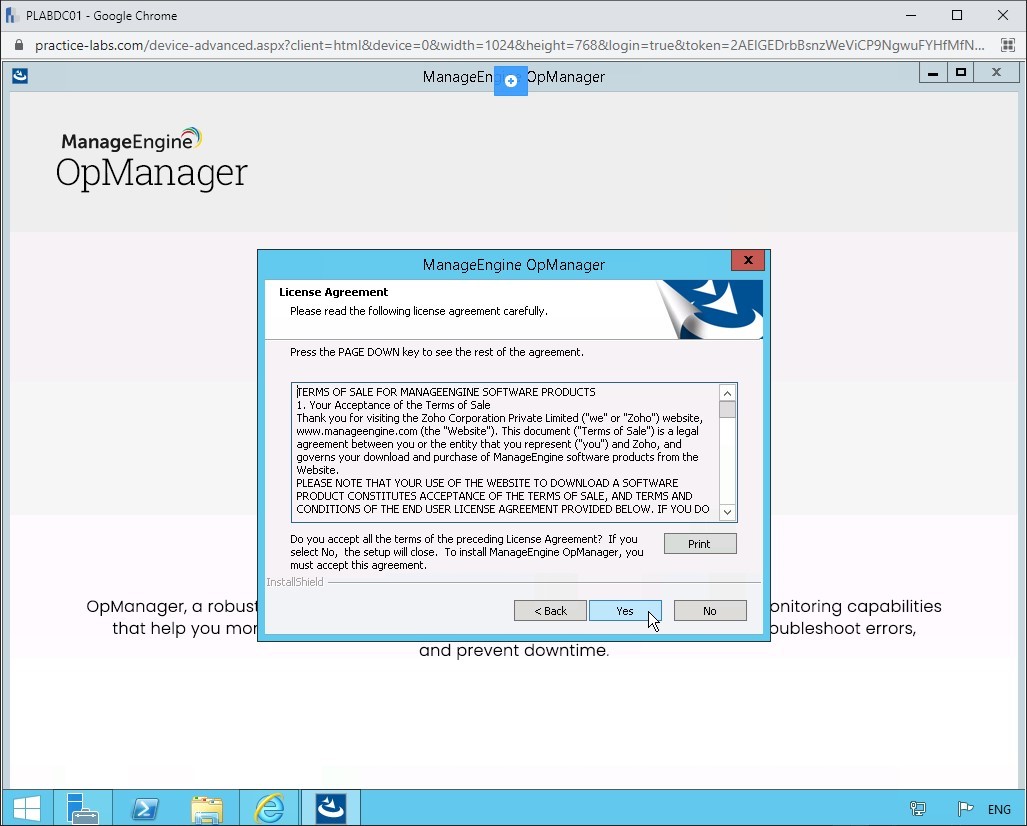 PLABDC01 - Google Chrome
practice-labs.com/device-advanced.aspx?client=html&device=0&width=1024&height=768&login=true&token=2AEIGEDrbBsnzWeViCP9NgwuFYHfMfN...
ManageEngine OpManager
ManageEngine
OpManager
ManageEngine OpManager
License Agreement
Please read the following license agreement carefully.
Press the PAGE DOWN key to see the rest of the agreement.
TERMS OF SALE FOR MANAGEENGINE SOFTWARE PRODUCTS
1. Your Acceptance of the Terms of Sale
Thank you for visiting the Zoho Corporation Private Limited ("we" or "Zoho") website,
www.manageengine.com (the "Website"). This document ("Terms of Sale") is a legal
agreement between you or the entity that you represent ("you") and Zoho, and
governs your download and purchase of ManageEngine software products from the
Website.
PLEASE NOTE THAT YOUR USE OF THE WEBSITE TO DOWNLOAD A SOFTWARE
PRODUCT CONSTITUTES ACCEPTANCE OF THE TERMS OF SALE, AND TERMS AND
CONDITIONS OF THE END USER LICENSE AGREEMENT PROVIDED BELOW. IF YOU DO
Do you accept all the terms of the preceding License Agreement? If you
select No, the setup will close. To install ManageEngine OpManager, you
must accept this agreement.
Print
InstallShield
< Back
Yes
No
OpManager, a robust onitoring capabilities
that help you mor oubleshoot errors,
and prevent downtime.
ENG